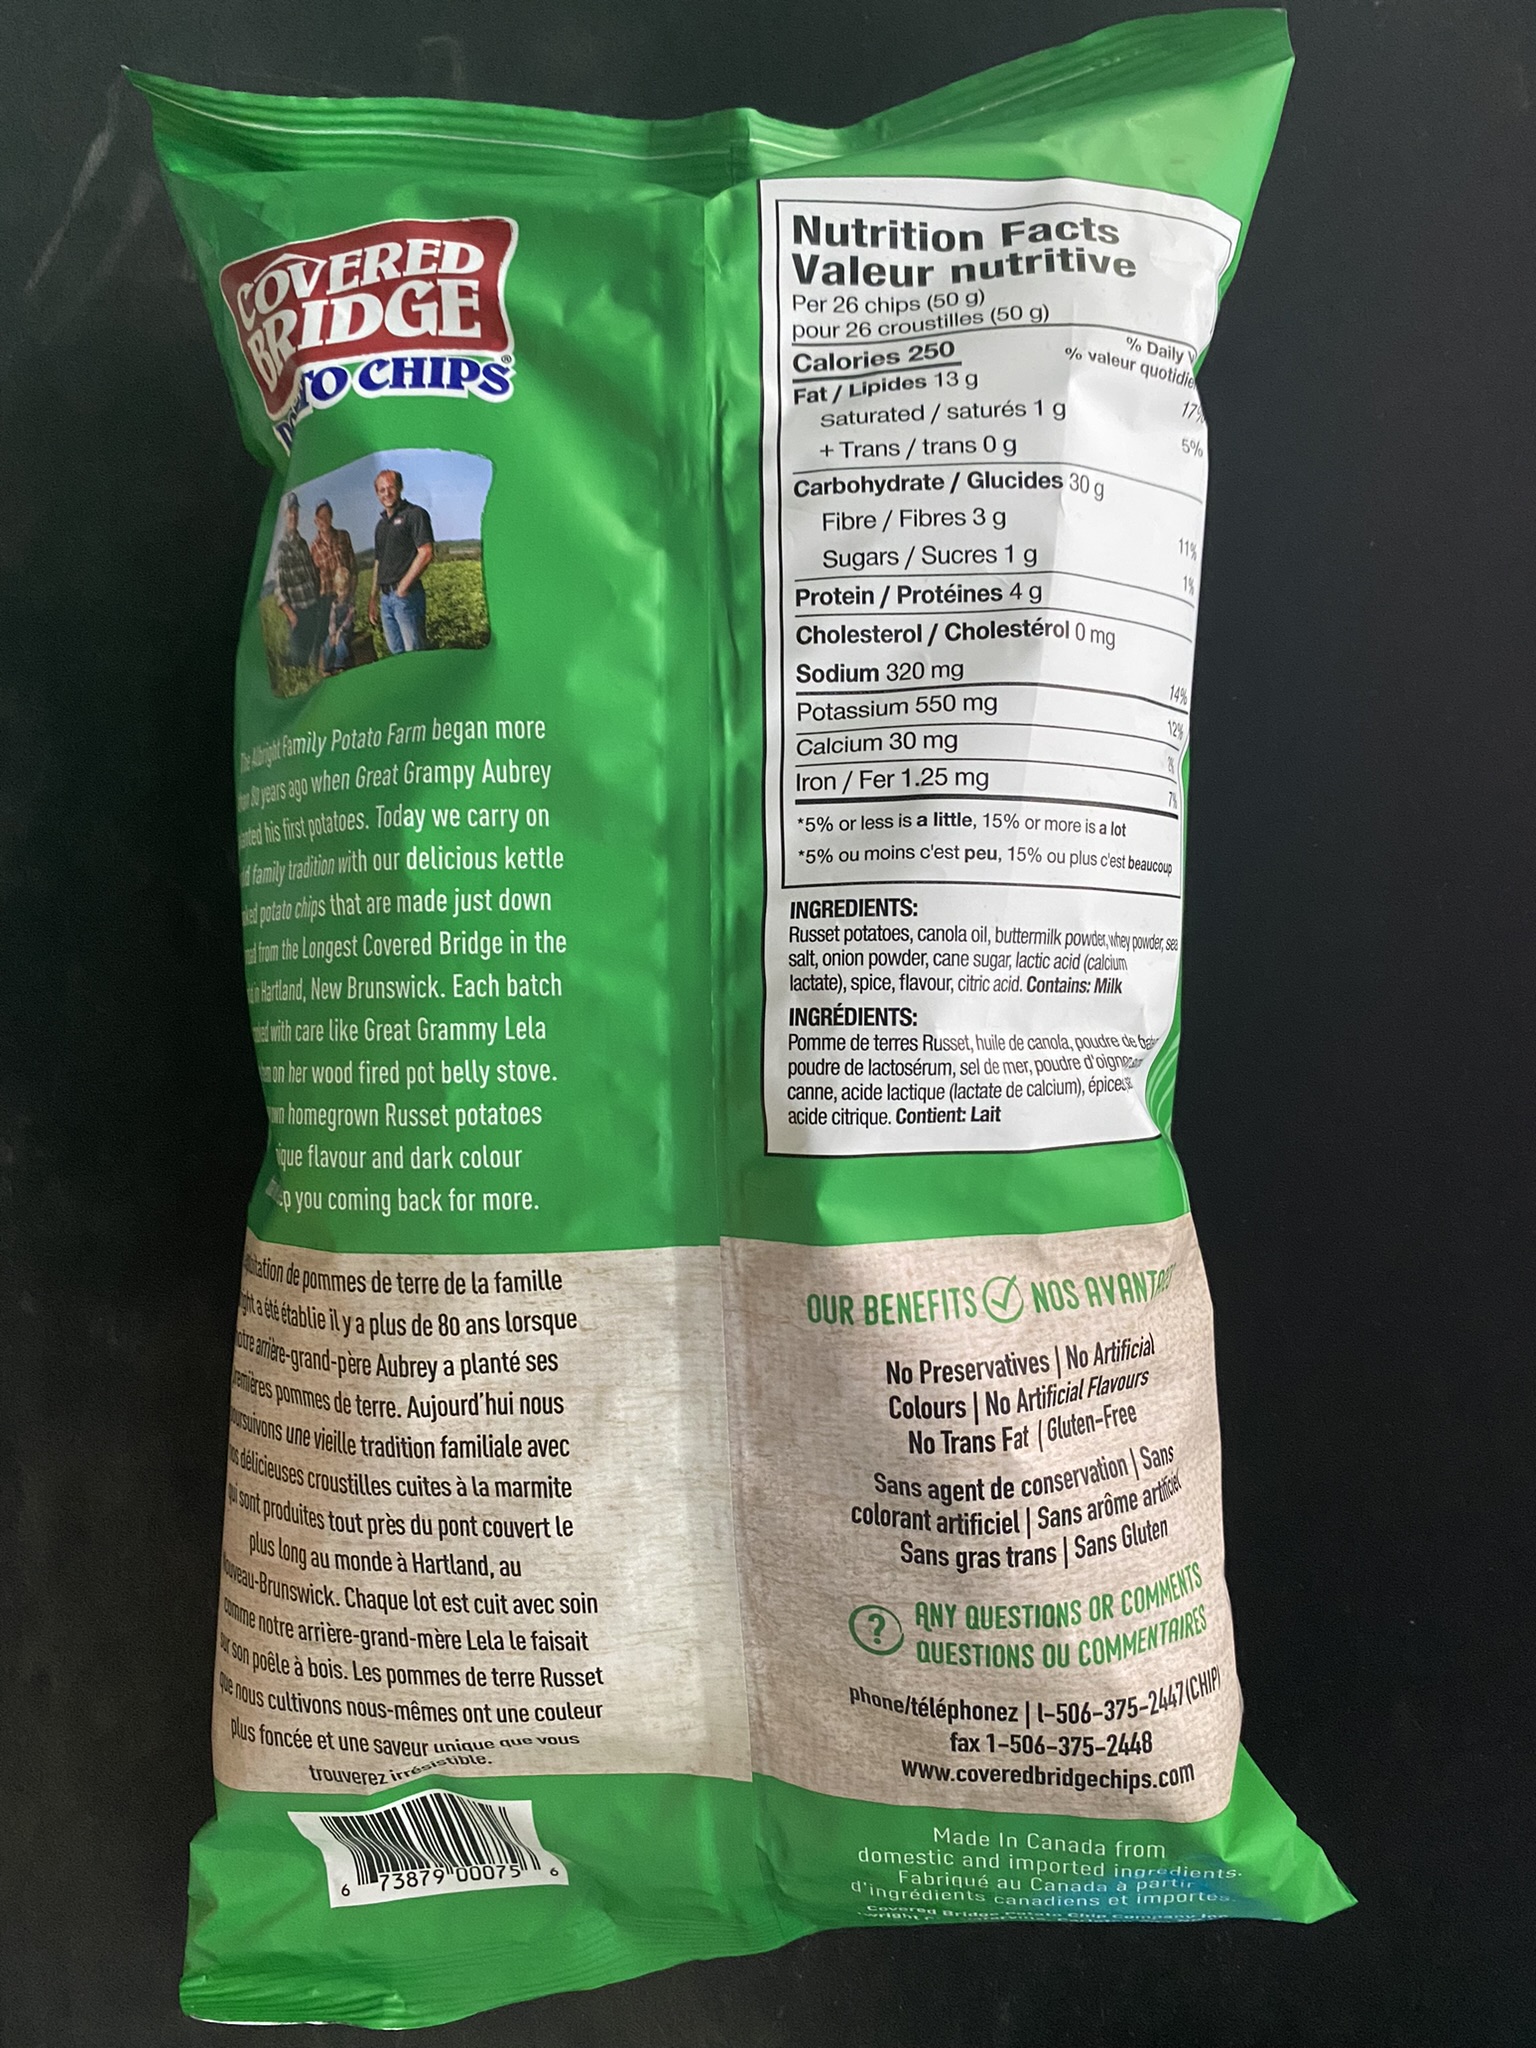 COVERED
BRIDGE
TO CHIPS®
The Albright Family Potato Farm began more
years ago when Great Grampy Aubrey
his first potatoes. Today we carry on
family tradition with our delicious kettle
potato chips that are made just down
from the Longest Covered Bridge in the
in Hartland, New Brunswick. Each batch
with care like Great Grammy Lela
on her wood fired pot belly stove.
homegrown Russet potatoes
flavour and dark colour
you coming back for more.
de pommes de terre de la famille
a été établie il y a plus de 80 ans lorsque
arrière-grand-père Aubrey a planté ses
pommes de terre. Aujourd'hui nous
une vieille tradition familiale avec
délicieuses croustilles cuites à la marmite
qui sont produites tout près du pont couvert le
plus long au monde à Hartland, au
Nouveau-Brunswick. Chaque lot est cuit avec soin
comme notre arrière-grand-mère Lela le faisait
sur son poêle à bois. Les pommes de terre Russet
que nous cultivons nous-mêmes ont une couleur
plus foncée et une saveur unique que vous
trouverez irrésistible.
6 73879 00075 6
Nutrition Facts
Valeur nutritive
Per 26 chips (50 g)
pour 26 croustilles (50 g)
% Daily
Calories 250 % valeur quotidie
Fat / Lipides 13 g 17%
Saturated / saturés 1 g
+ Trans / trans 0 g 5%
Carbohydrate / Glucides 30 g
Fibre / Fibres 3 g 11%
Sugars / Sucres 1 g 1%
Protein / Protéines 4 g
Cholesterol / Cholestérol 0 mg
Sodium 320 mg 14%
Potassium 550 mg 12%
Calcium 30 mg 2%
Iron / Fer 1.25 mg 7%
*5% or less is a little, 15% or more is a lot
*5% ou moins c'est peu, 15% ou plus c'est beaucoup
INGREDIENTS:
Russet potatoes, canola oil, buttermilk powder, whey powder, sea
salt, onion powder, cane sugar, lactic acid (calcium
lactate), spice, flavour, citric acid. Contains: Milk
INGRÉDIENTS:
Pomme de terres Russet, huile de canola, poudre de
poudre de lactosérum, sel de mer, poudre d'oignon
canne, acide lactique (lactate de calcium), épices
acide citrique. Contient: Lait
OUR BENEFITS NOS AVANTA
No Preservatives | No Artificial
Colours | No Artificial Flavours
No Trans Fat | Gluten-Free
Sans agent de conservation | Sans
colorant artificiel | Sans arôme artificiel
Sans gras trans | Sans Gluten
? ANY QUESTIONS OR COMMENTS
QUESTIONS OU COMMENTAIRES
phone/téléphonez | 1-506-375-2447 (CHIP)
fax 1-506-375-2448
www.coveredbridgechips.com
Made In Canada from
domestic and imported ingredients.
Fabriqué au Canada à partir
d'ingrédients canadiens et importés.
Covered Bridge Potato Chip Company Inc